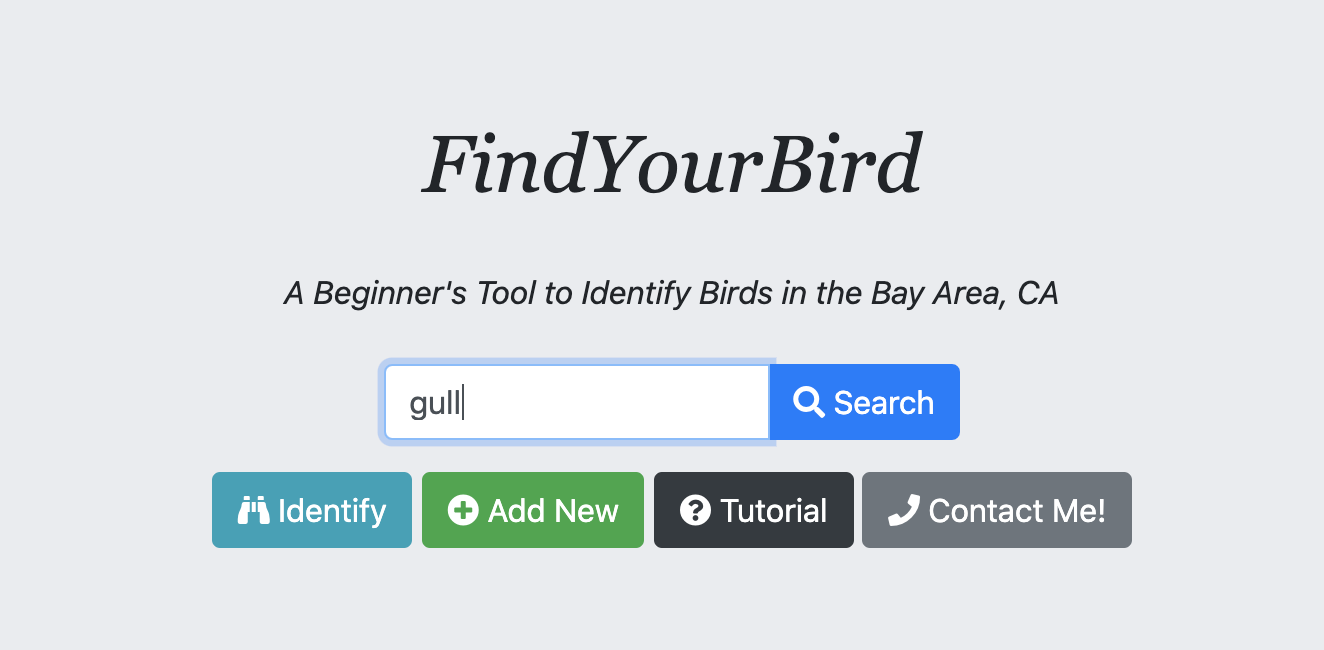 FindYourBird
A Beginner's Tool to Identify Birds in the Bay Area, CA
gull Search
Identify Add New Tutorial Contact Me!